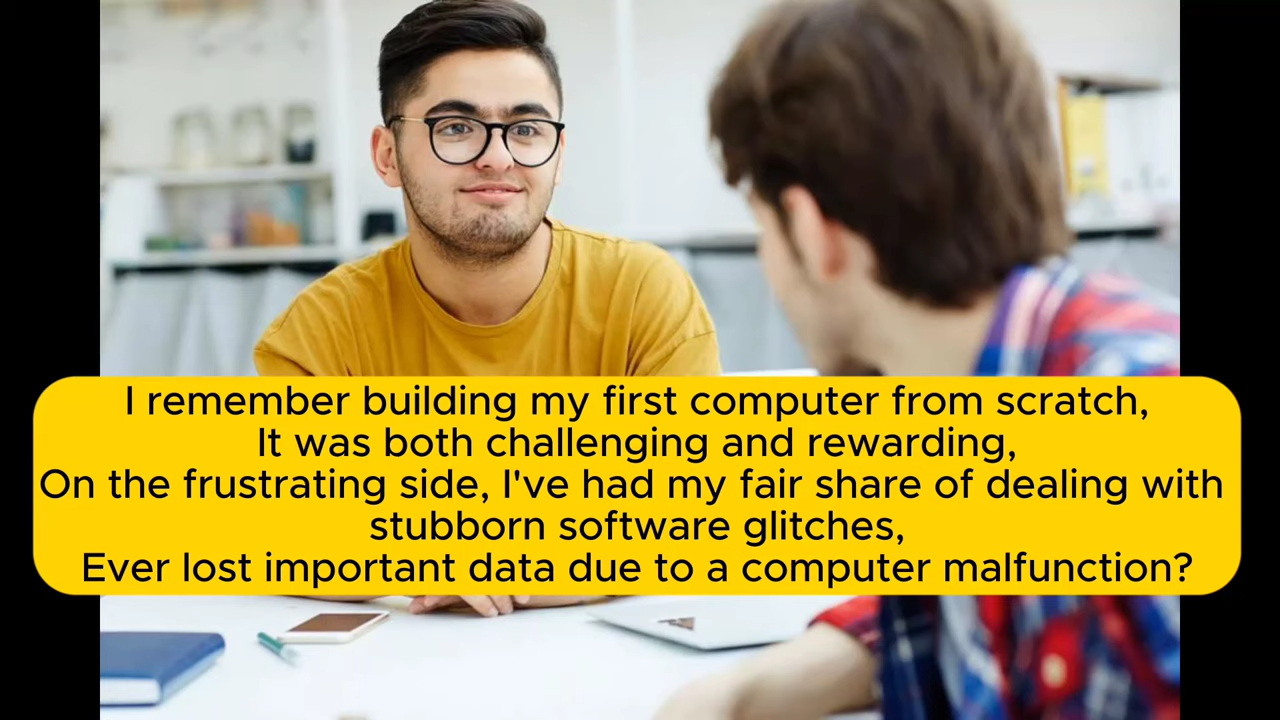 I remember building my first computer from scratch,
It was both challenging and rewarding,
On the frustrating side, I've had my fair share of dealing with
stubborn software glitches,
Ever lost important data due to a computer malfunction?